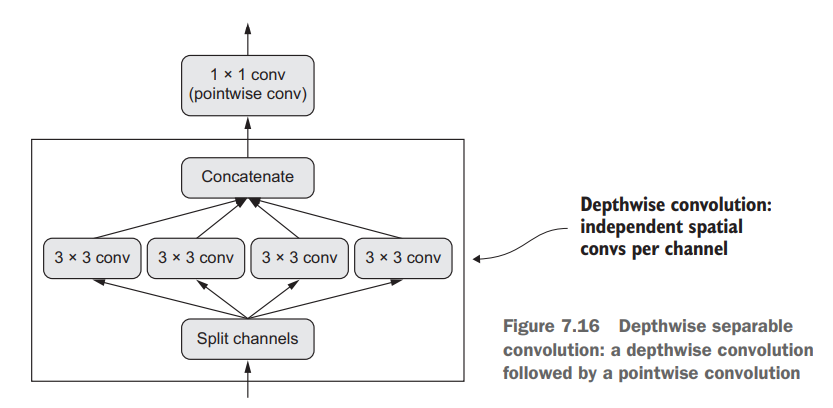 1 × 1 conv
(pointwise conv)
Concatenate
3 × 3 conv
3 × 3 conv
3 × 3 conv
3 × 3 conv
Split channels
Depthwise convolution:
independent spatial
convs per channel
Figure 7.16 Depthwise separable
convolution: a depthwise convolution
followed by a pointwise convolution